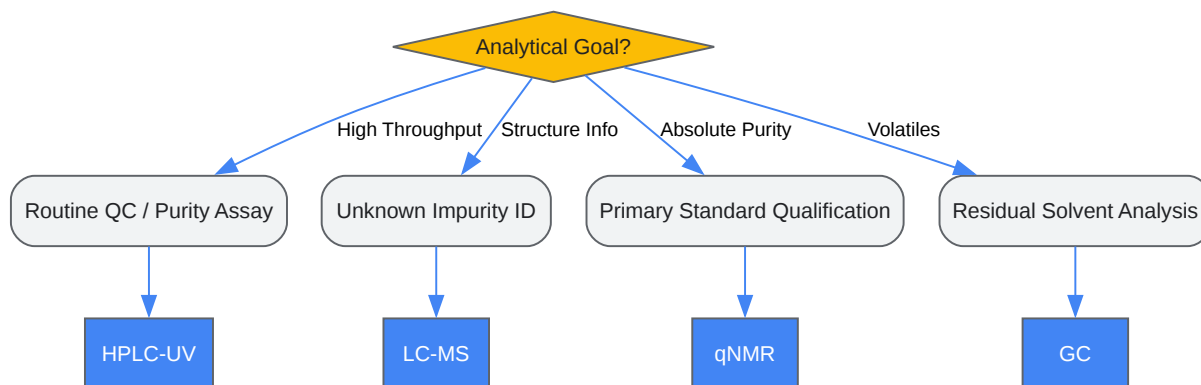 Analytical Goal?
High Throughput
Structure Info
Absolute Purity
Volatiles
Routine QC / Purity Assay
Unknown Impurity ID
Primary Standard Qualification
Residual Solvent Analysis
HPLC-UV
LC-MS
qNMR
GC